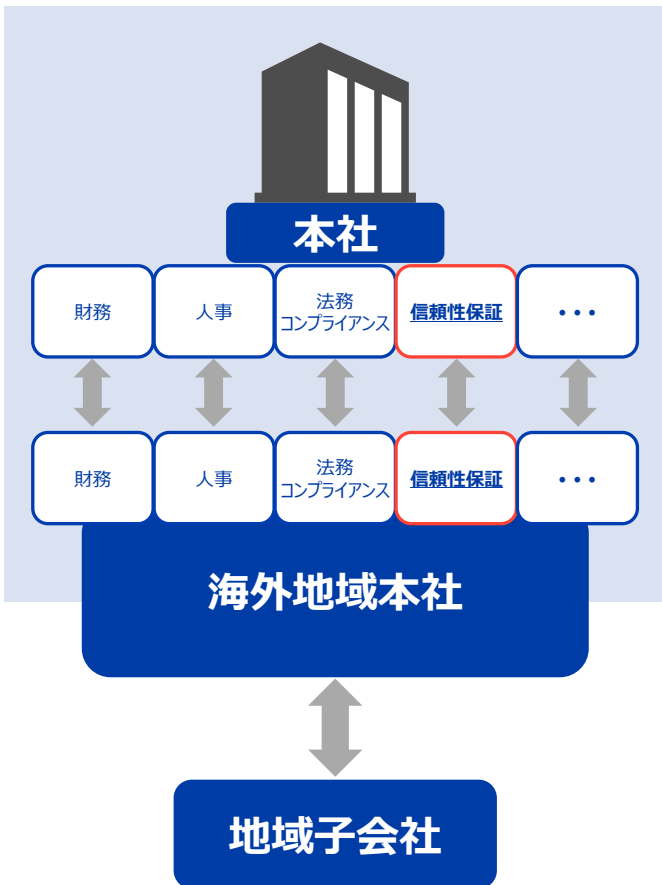 本社
財務
人事
法務
コンプライアンス
信頼性保証
・・・
財務
人事
法務
コンプライアンス
信頼性保証
・・・
海外地域本社
地域子会社